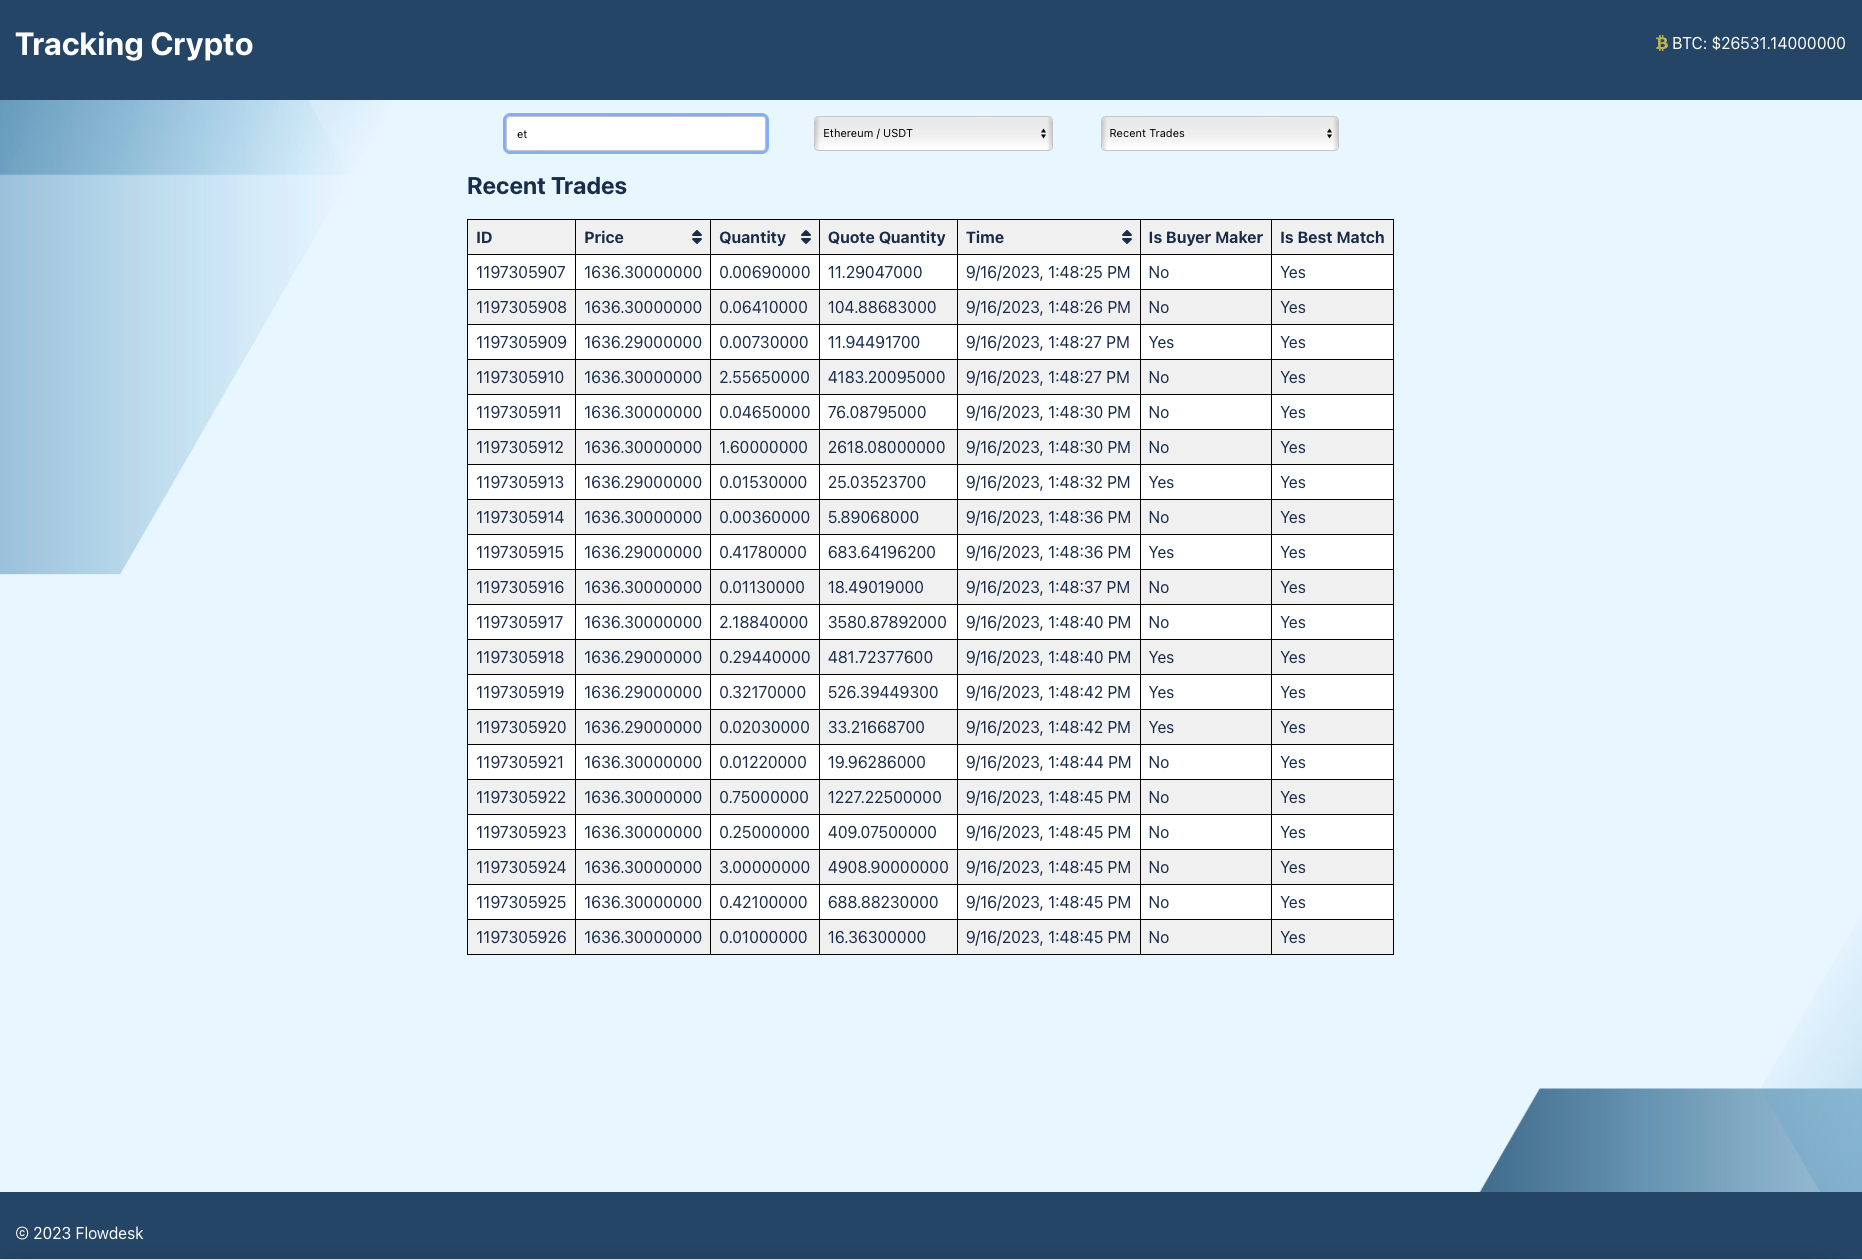 Tracking Crypto
BTC: $26531.14000000
et
Ethereum / USDT
Recent Trades
Recent Trades
ID Price Quantity Quote Quantity Time Is Buyer Maker Is Best Match
1197305907 1636.30000000 0.00690000 11.29047000 9/16/2023, 1:48:25 PM No Yes
1197305908 1636.30000000 0.06410000 104.88683000 9/16/2023, 1:48:26 PM No Yes
1197305909 1636.29000000 0.00730000 11.94491700 9/16/2023, 1:48:27 PM Yes Yes
1197305910 1636.30000000 2.55650000 4183.20095000 9/16/2023, 1:48:27 PM No Yes
1197305911 1636.30000000 0.04650000 76.08795000 9/16/2023, 1:48:30 PM No Yes
1197305912 1636.30000000 1.60000000 2618.08000000 9/16/2023, 1:48:30 PM No Yes
1197305913 1636.29000000 0.01530000 25.03523700 9/16/2023, 1:48:32 PM Yes Yes
1197305914 1636.30000000 0.00360000 5.89068000 9/16/2023, 1:48:36 PM No Yes
1197305915 1636.29000000 0.41780000 683.64196200 9/16/2023, 1:48:36 PM Yes Yes
1197305916 1636.30000000 0.01130000 18.49019000 9/16/2023, 1:48:37 PM No Yes
1197305917 1636.30000000 2.18840000 3580.87892000 9/16/2023, 1:48:40 PM No Yes
1197305918 1636.29000000 0.29440000 481.72377600 9/16/2023, 1:48:40 PM Yes Yes
1197305919 1636.29000000 0.32170000 526.39449300 9/16/2023, 1:48:42 PM Yes Yes
1197305920 1636.29000000 0.02030000 33.21668700 9/16/2023, 1:48:42 PM Yes Yes
1197305921 1636.30000000 0.01220000 19.96286000 9/16/2023, 1:48:44 PM No Yes
1197305922 1636.30000000 0.75000000 1227.22500000 9/16/2023, 1:48:45 PM No Yes
1197305923 1636.30000000 0.25000000 409.07500000 9/16/2023, 1:48:45 PM No Yes
1197305924 1636.30000000 3.00000000 4908.90000000 9/16/2023, 1:48:45 PM No Yes
1197305925 1636.30000000 0.42100000 688.88230000 9/16/2023, 1:48:45 PM No Yes
1197305926 1636.30000000 0.01000000 16.36300000 9/16/2023, 1:48:45 PM No Yes
© 2023 Flowdesk